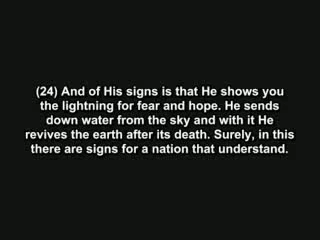 (24) And of His signs is that He shows you
the lightning for fear and hope. He sends
down water from the sky and with it He
revives the earth after its death. Surely, in this
there are signs for a nation that understand.